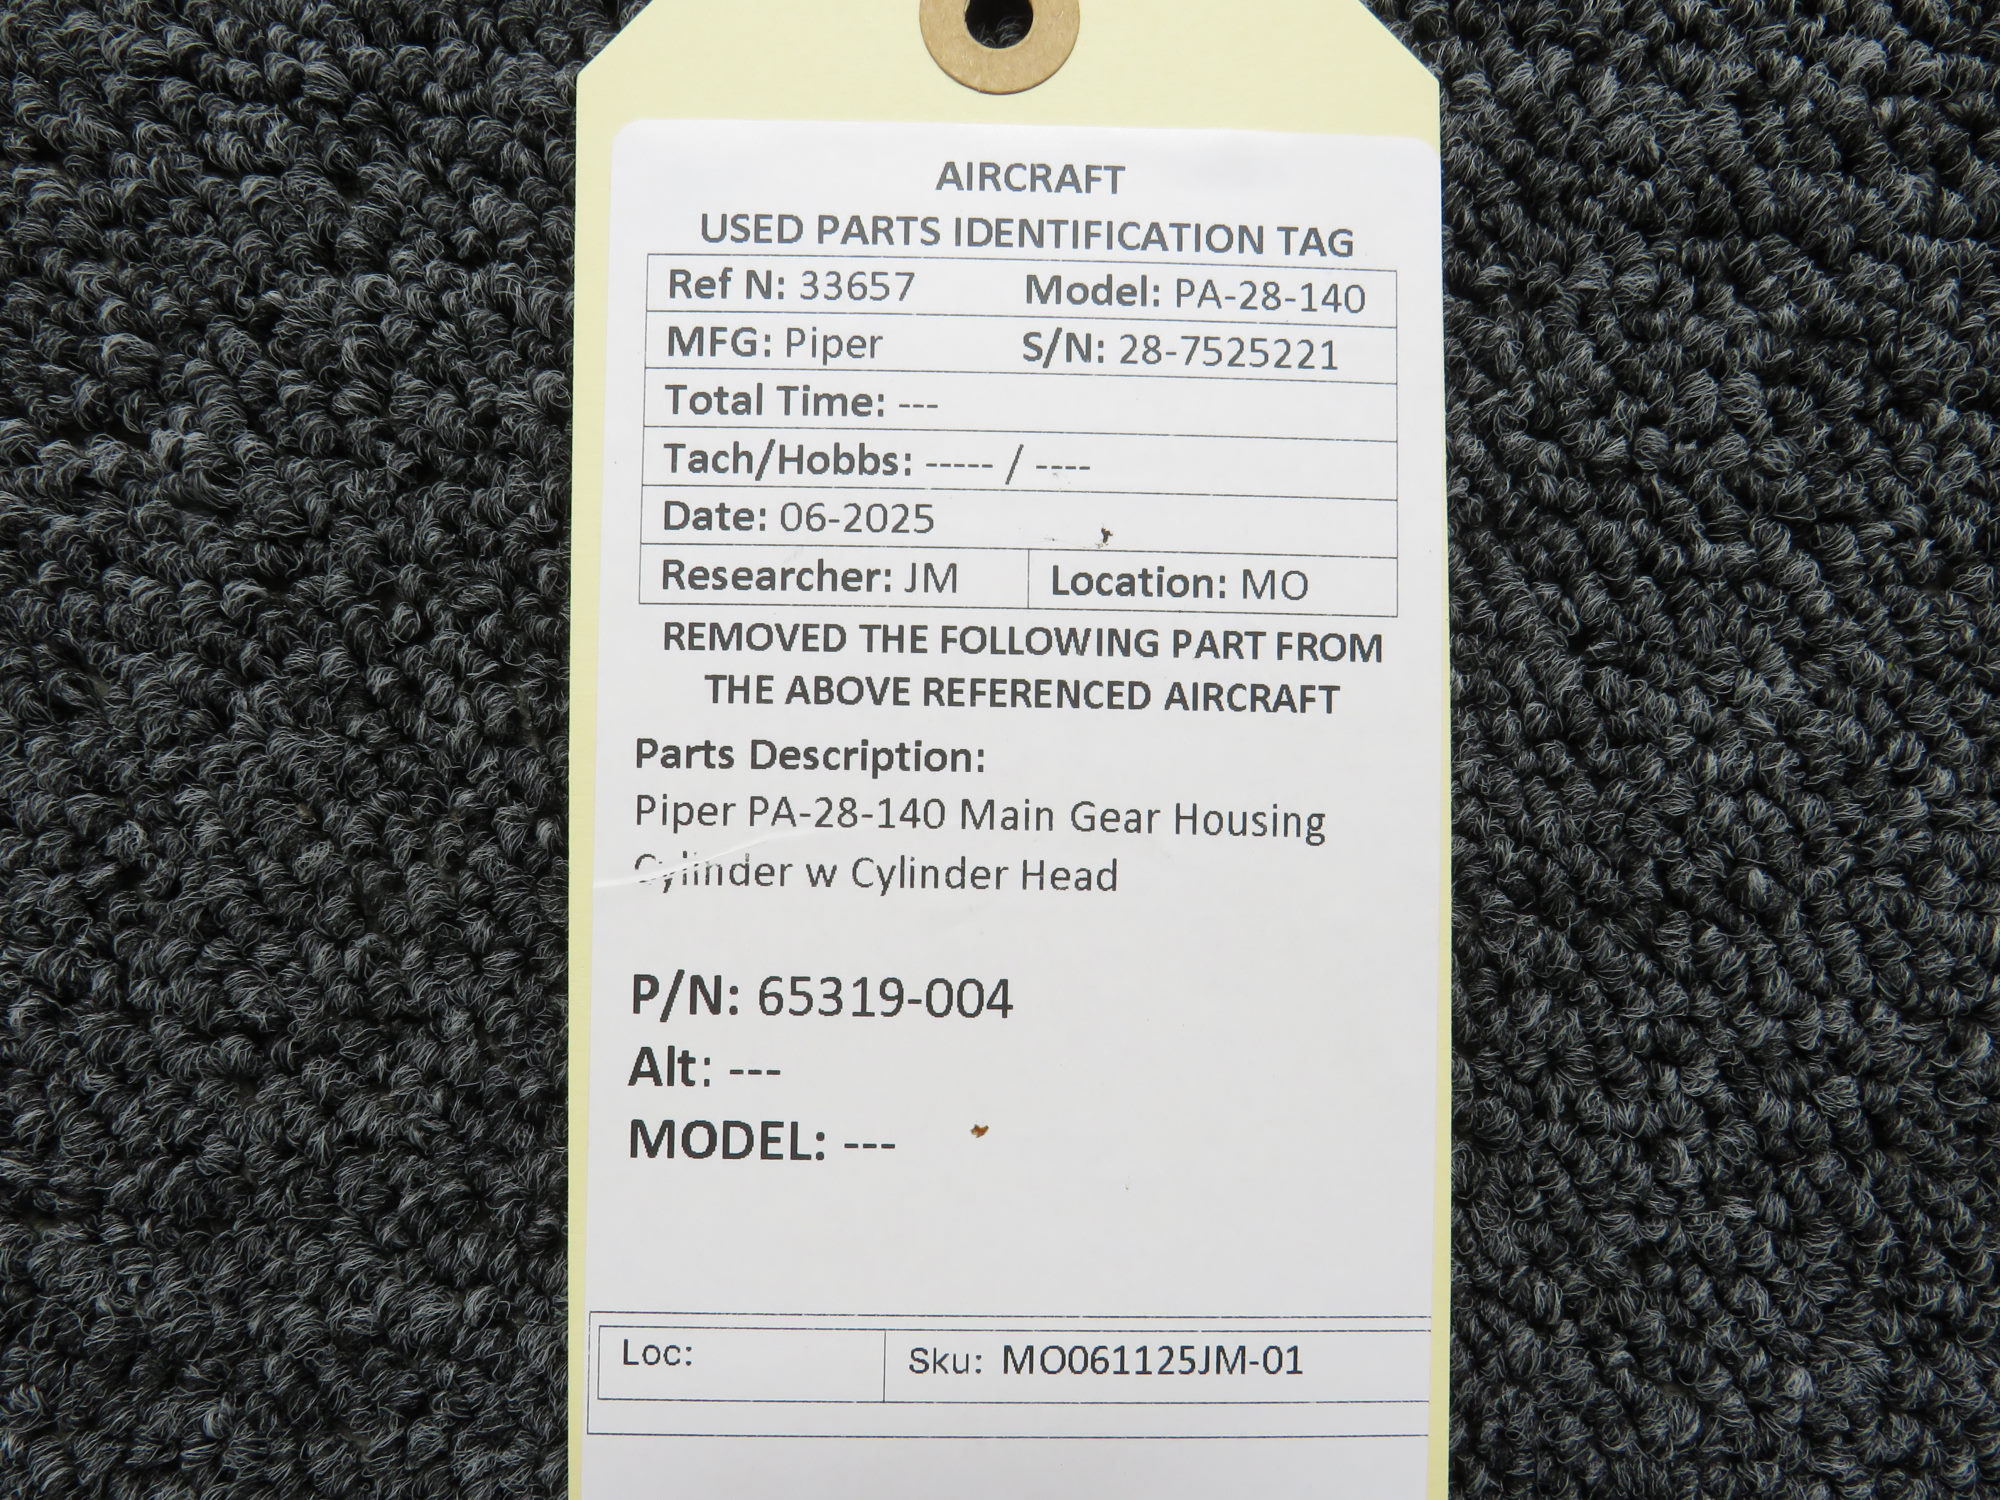 AIRCRAFT
USED PARTS IDENTIFICATION TAG
Ref N: 33657 Model: PA-28-140
MFG: Piper S/N: 28-7525221
Total Time: ---
Tach/Hobbs: ----- / ----
Date: 06-2025
Researcher: JM Location: MO
REMOVED THE FOLLOWING PART FROM
THE ABOVE REFERENCED AIRCRAFT
Parts Description:
Piper PA-28-140 Main Gear Housing
Cylinder w Cylinder Head
P/N: 65319-004
Alt: ---
MODEL: ---
Loc: Sku: MO061125JM-01